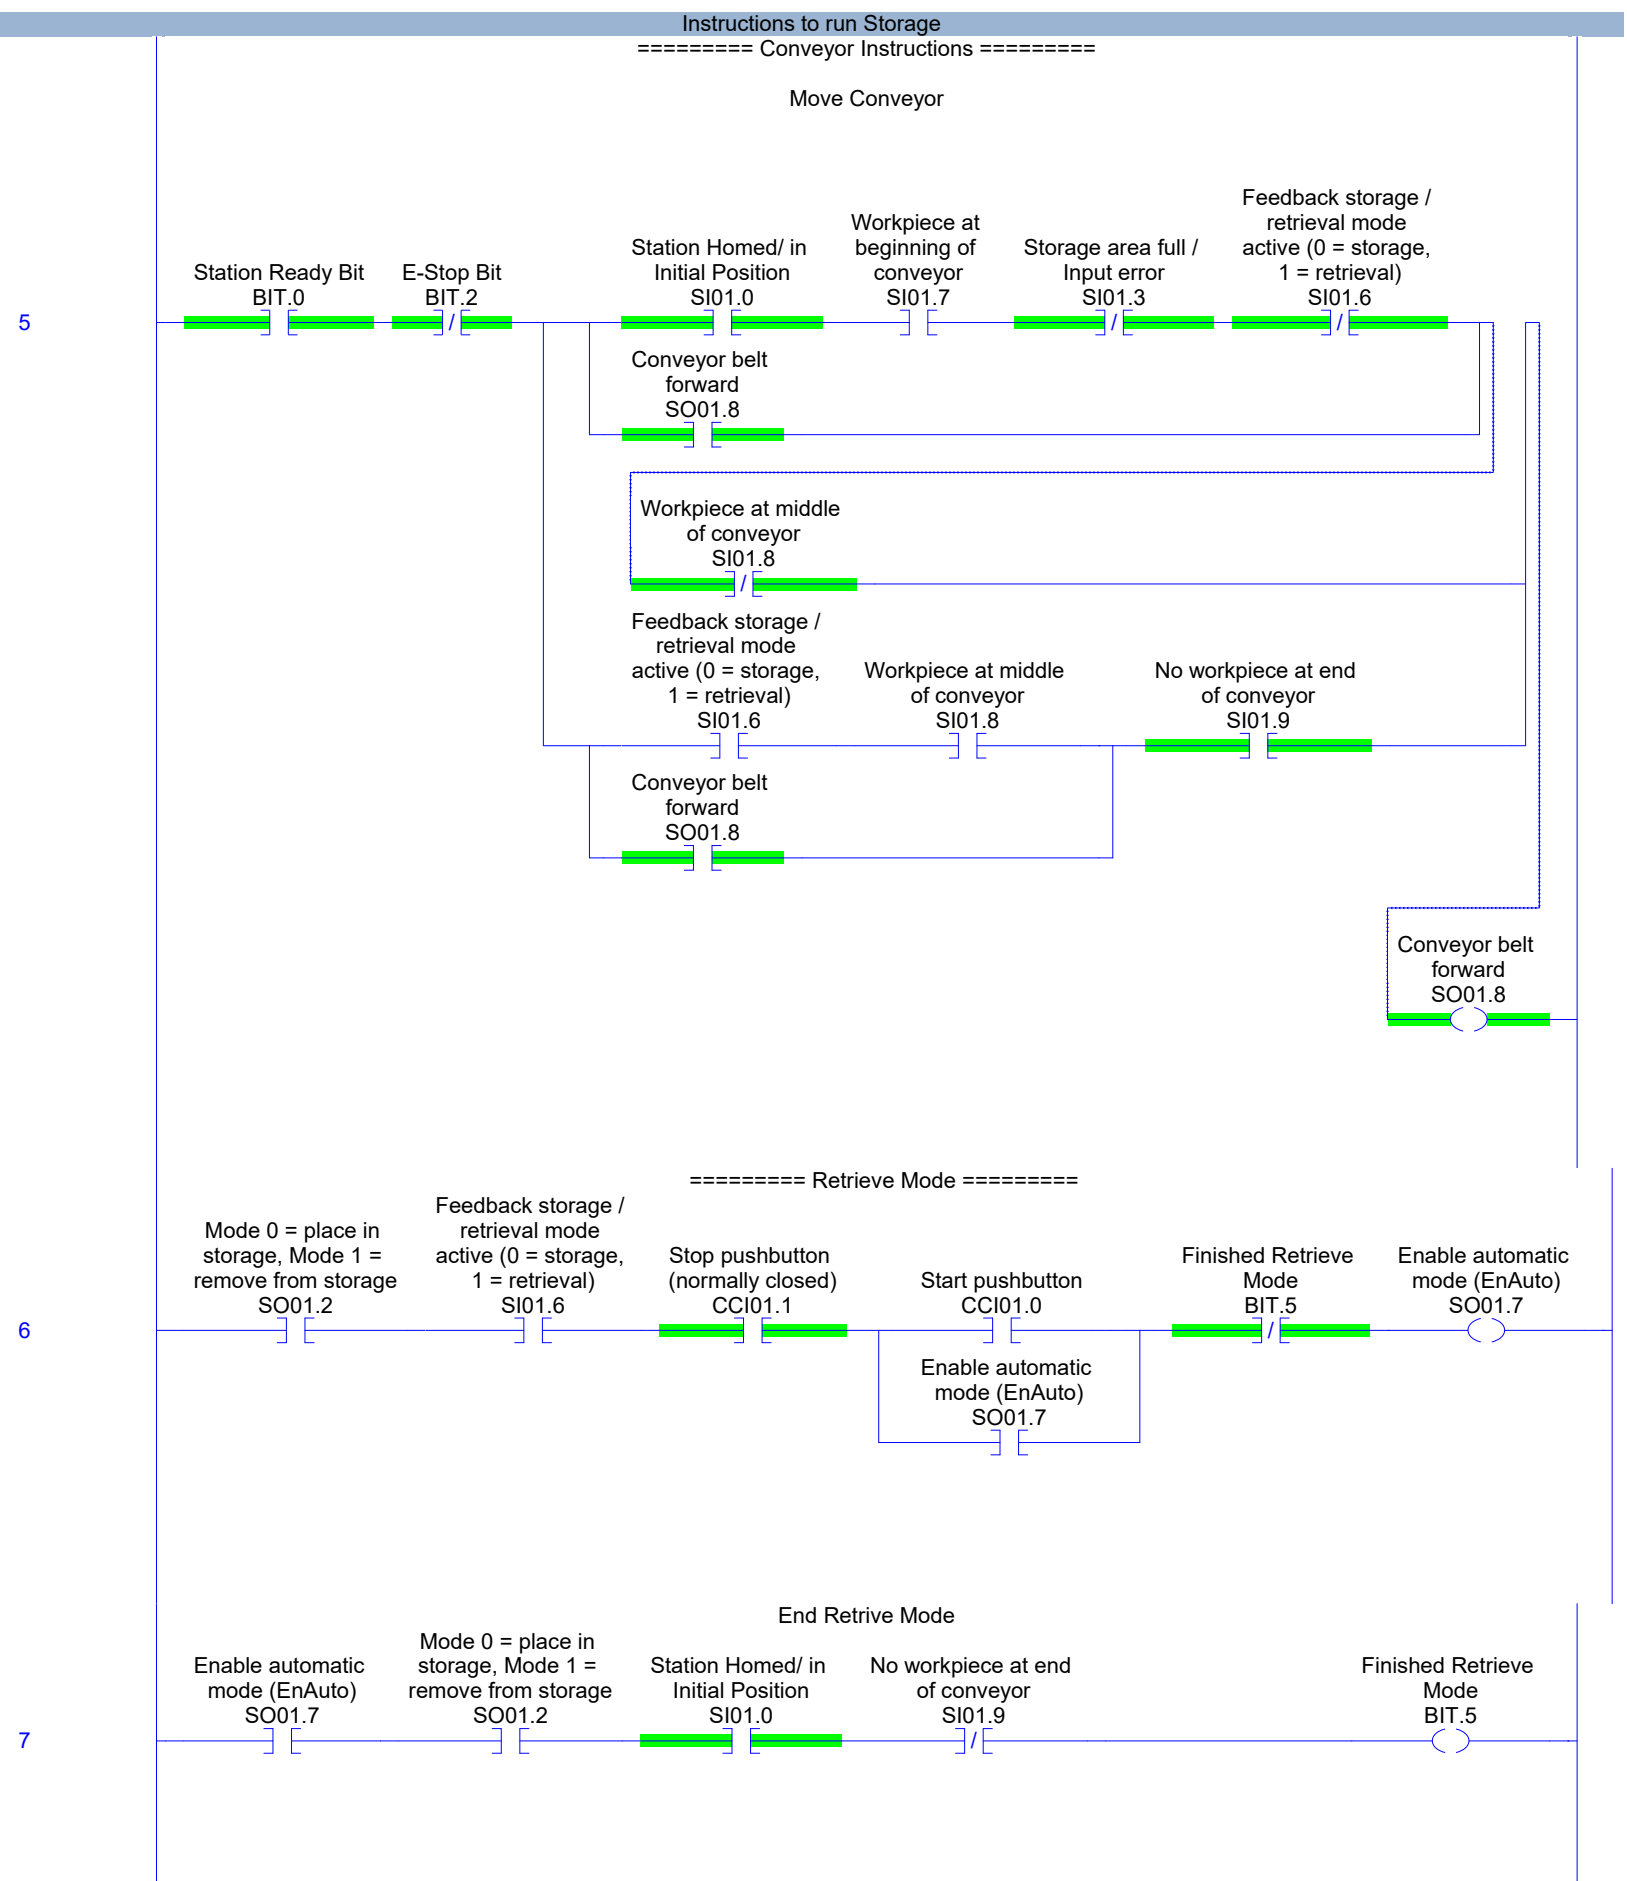 Instructions to run Storage
========= Conveyor Instructions =========
Move Conveyor
5
Station Ready Bit
BIT.0
E-Stop Bit
BIT.2
Station Homed/ in
Initial Position
SI01.0
Workpiece at
beginning of
conveyor
SI01.7
Storage area full /
Input error
SI01.3
Feedback storage /
retrieval mode
active (0 = storage,
1 = retrieval)
SI01.6
Conveyor belt
forward
SO01.8
Workpiece at middle
of conveyor
SI01.8
Feedback storage /
retrieval mode
active (0 = storage,
1 = retrieval)
SI01.6
Workpiece at middle
of conveyor
SI01.8
No workpiece at end
of conveyor
SI01.9
Conveyor belt
forward
SO01.8
Conveyor belt
forward
SO01.8
========= Retrieve Mode =========
6
Mode 0 = place in
storage, Mode 1 =
remove from storage
SO01.2
Feedback storage /
retrieval mode
active (0 = storage,
1 = retrieval)
SI01.6
Stop pushbutton
(normally closed)
CCI01.1
Start pushbutton
CCI01.0
Finished Retrieve
Mode
BIT.5
Enable automatic
mode (EnAuto)
SO01.7
Enable automatic
mode (EnAuto)
SO01.7
End Retrive Mode
7
Enable automatic
mode (EnAuto)
SO01.7
Mode 0 = place in
storage, Mode 1 =
remove from storage
SO01.2
Station Homed/ in
Initial Position
SI01.0
No workpiece at end
of conveyor
SI01.9
Finished Retrieve
Mode
BIT.5